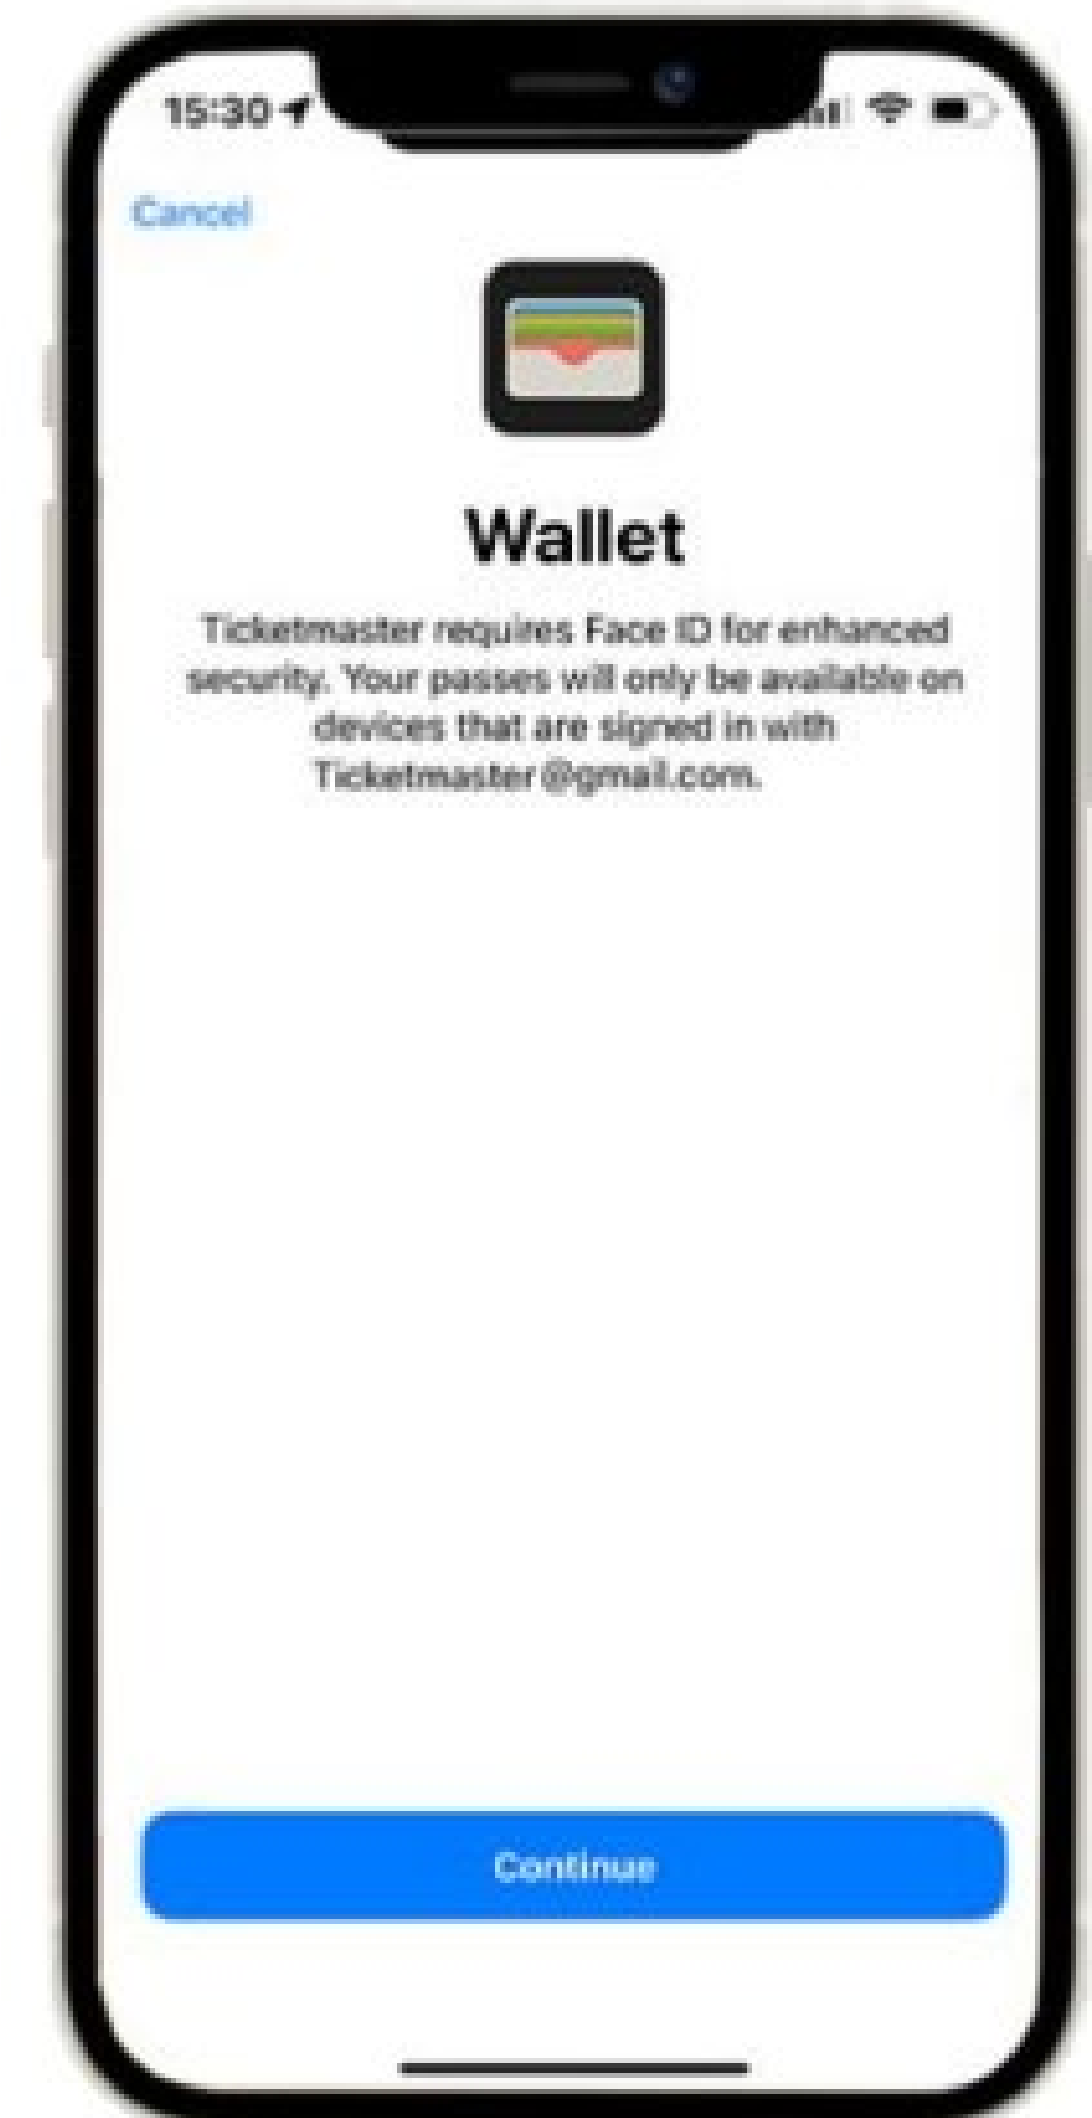 15:30
Cancel
Wallet
Ticketmaster requires Face ID for enhanced
security. Your passes will only be available on
devices that are signed in with
Ticketmaster@gmail.com.
Continue